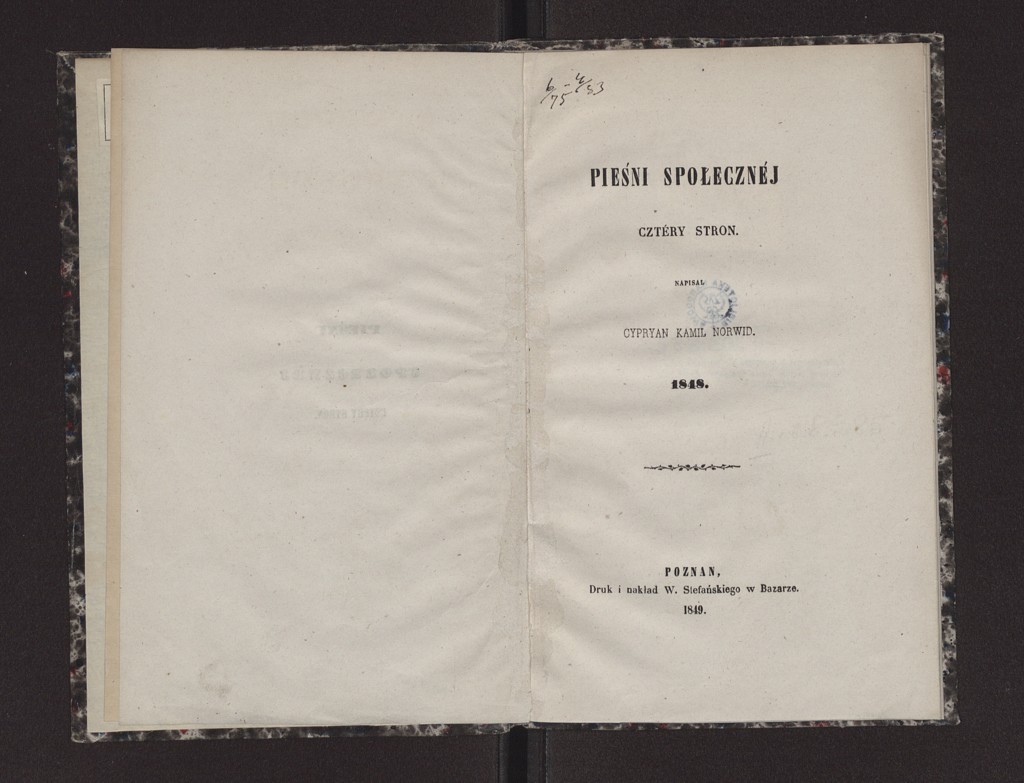 PIEŚNI SPOŁECZNÉJ
CZTÉRY STRON.
NAPISAŁ
CYPRYAN KAMIL NORWID.
1848.
POZNAN,
Druk i nakład W. Stefańskiego w Bazarze.
1849.